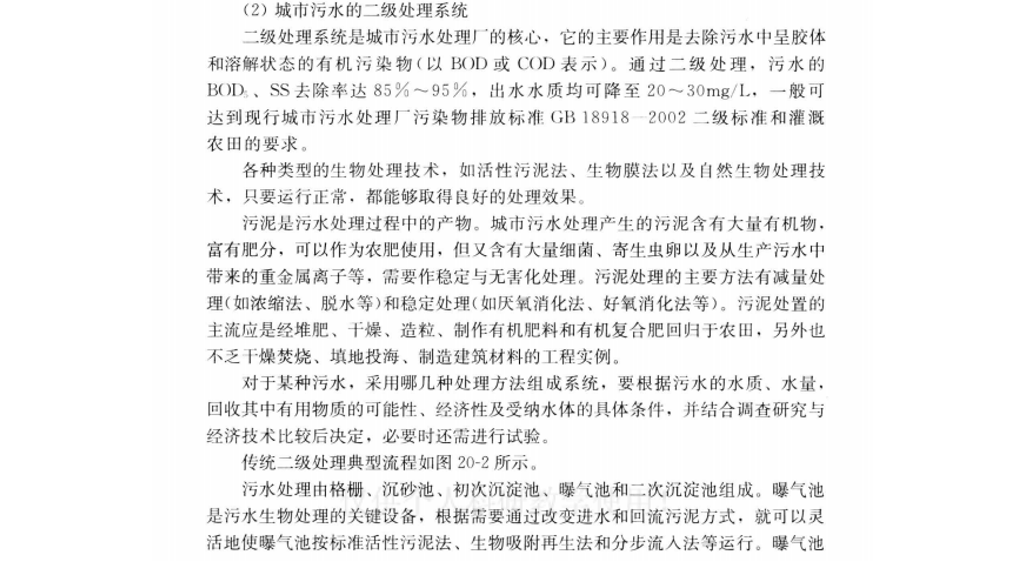 （2）城市污水的二级处理系统
二级处理系统是城市污水处理厂的核心，它的主要作用是去除污水中呈胶体
和溶解状态的有机污染物（以 BOD 或 COD 表示）。通过二级处理，污水的
BOD₅、SS 去除率达 85%～95%，出水水质均可降至 20～30mg/L，一般可
达到现行城市污水处理厂污染物排放标准 GB 18918—2002 二级标准和灌溉
农田的要求。
各种类型的生物处理技术，如活性污泥法、生物膜法以及自然生物处理技
术，只要运行正常，都能够取得良好的处理效果。
污泥是污水处理过程中的产物。城市污水处理产生的污泥含有大量有机物，
富有肥分，可以作为农肥使用，但又含有大量细菌、寄生虫卵以及从生产污水中
带来的重金属离子等，需要作稳定与无害化处理。污泥处理的主要方法有减量处
理（如浓缩法、脱水等）和稳定处理（如厌氧消化法、好氧消化法等）。污泥处置的
主流应是经堆肥、干燥、造粒、制作有机肥料和有机复合肥回归于农田，另外也
不乏干燥焚烧、填地投海、制造建筑材料的工程实例。
对于某种污水，采用哪几种处理方法组成系统，要根据污水的水质、水量，
回收其中有用物质的可能性、经济性及受纳水体的具体条件，并结合调查研究与
经济技术比较后决定，必要时还需进行试验。
传统二级处理典型流程如图 20-2 所示。
污水处理由格栅、沉砂池、初次沉淀池、曝气池和二次沉淀池组成。曝气池
是污水生物处理的关键设备，根据需要通过改变进水和回流污泥方式，就可以灵
活地使曝气池按标准活性污泥法、生物吸附再生法和分步流入法等运行。曝气池